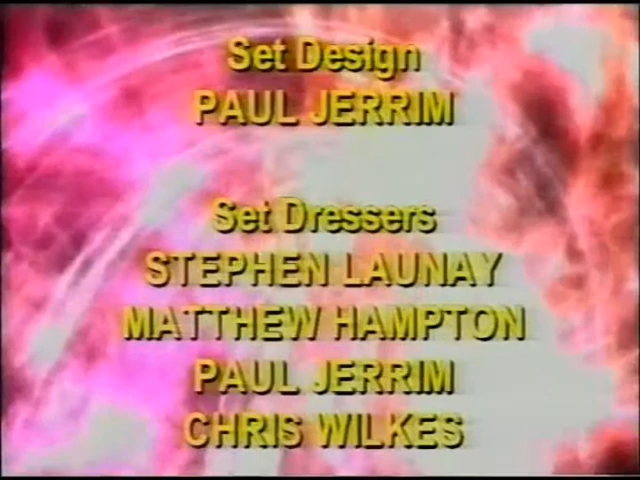 Set Design
PAUL JERRIM
Set Dressers
STEPHEN LAUNAY
MATTHEW HAMPTON
PAUL JERRIM
CHRIS WILKES